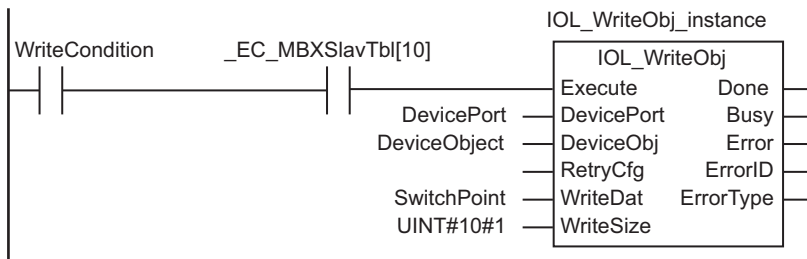 IOL_WriteObj_instance
WriteCondition _EC_MBXSlavTbl[10] IOL_WriteObj
Execute Done
DevicePort DevicePort Busy
DeviceObject DeviceObj Error
RetryCfg ErrorID
SwitchPoint WriteDat ErrorType
UINT#10#1 WriteSize